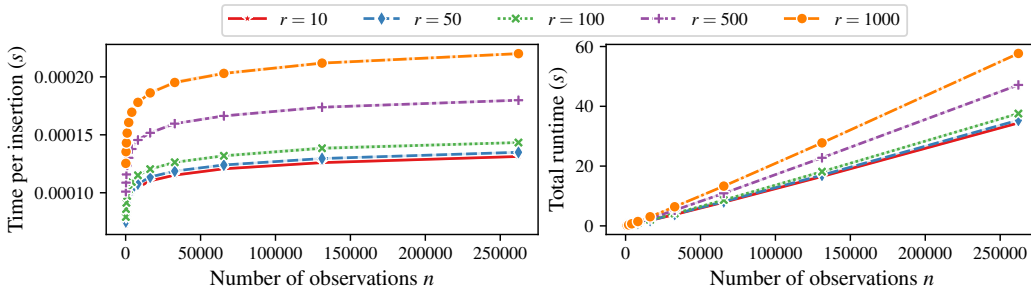 r = 10 r = 50 r = 100 r = 500 r = 1000
Time per insertion (s)
0.00020
0.00015
0.00010
0 50000 100000 150000 200000 250000
Number of observations n
Total runtime (s)
60
40
20
0
0 50000 100000 150000 200000 250000
Number of observations n